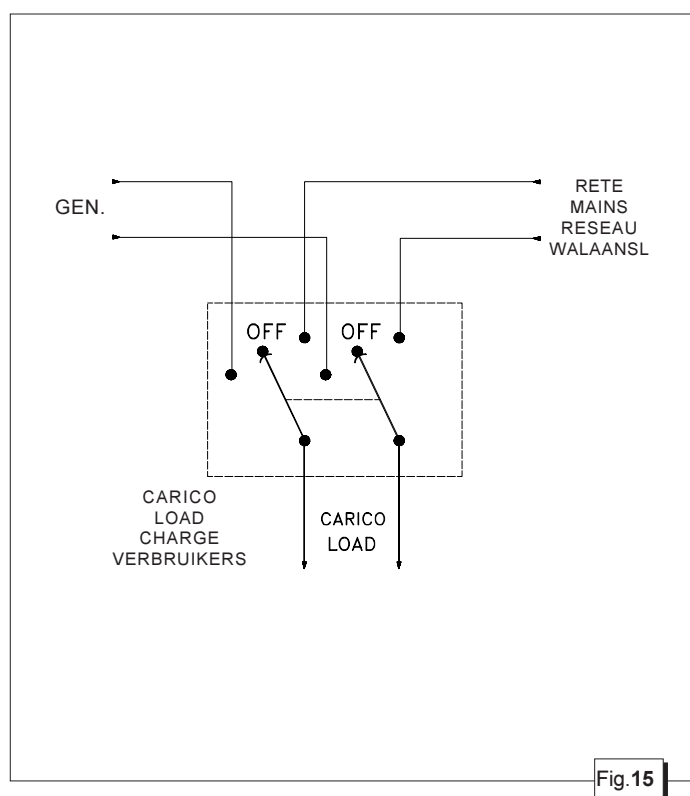 GEN.
RETE
MAINS
RESEAU
WALAANSL
OFF
OFF
CARICO
LOAD
CHARGE
VERBRUIKERS
CARICO
LOAD
Fig.15